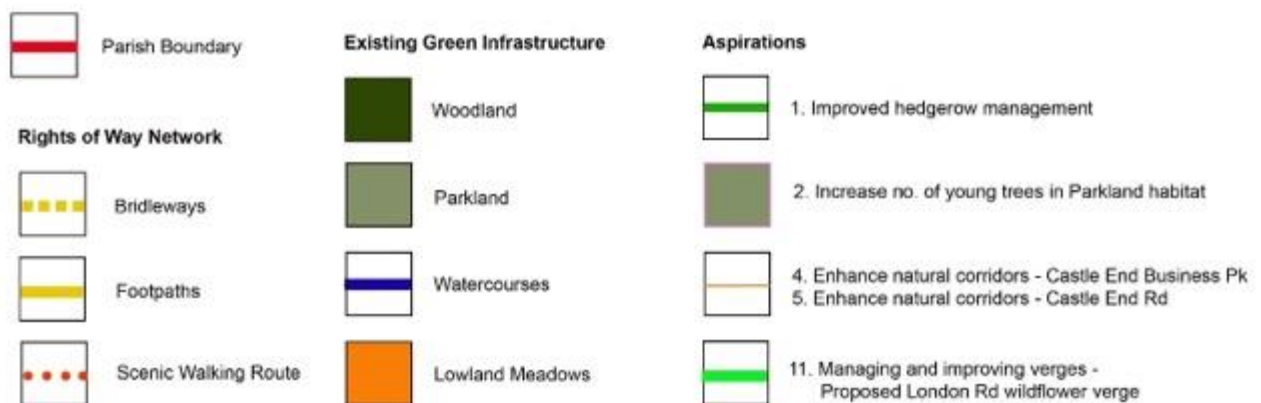 Parish Boundary
Rights of Way Network
Bridleways
Footpaths
Scenic Walking Route
Existing Green Infrastructure
Woodland
Parkland
Watercourses
Lowland Meadows
Aspirations
1. Improved hedgerow management
2. Increase no. of young trees in Parkland habitat
4. Enhance natural corridors - Castle End Business Pk
5. Enhance natural corridors - Castle End Rd
11. Managing and improving verges -
Proposed London Rd wildflower verge